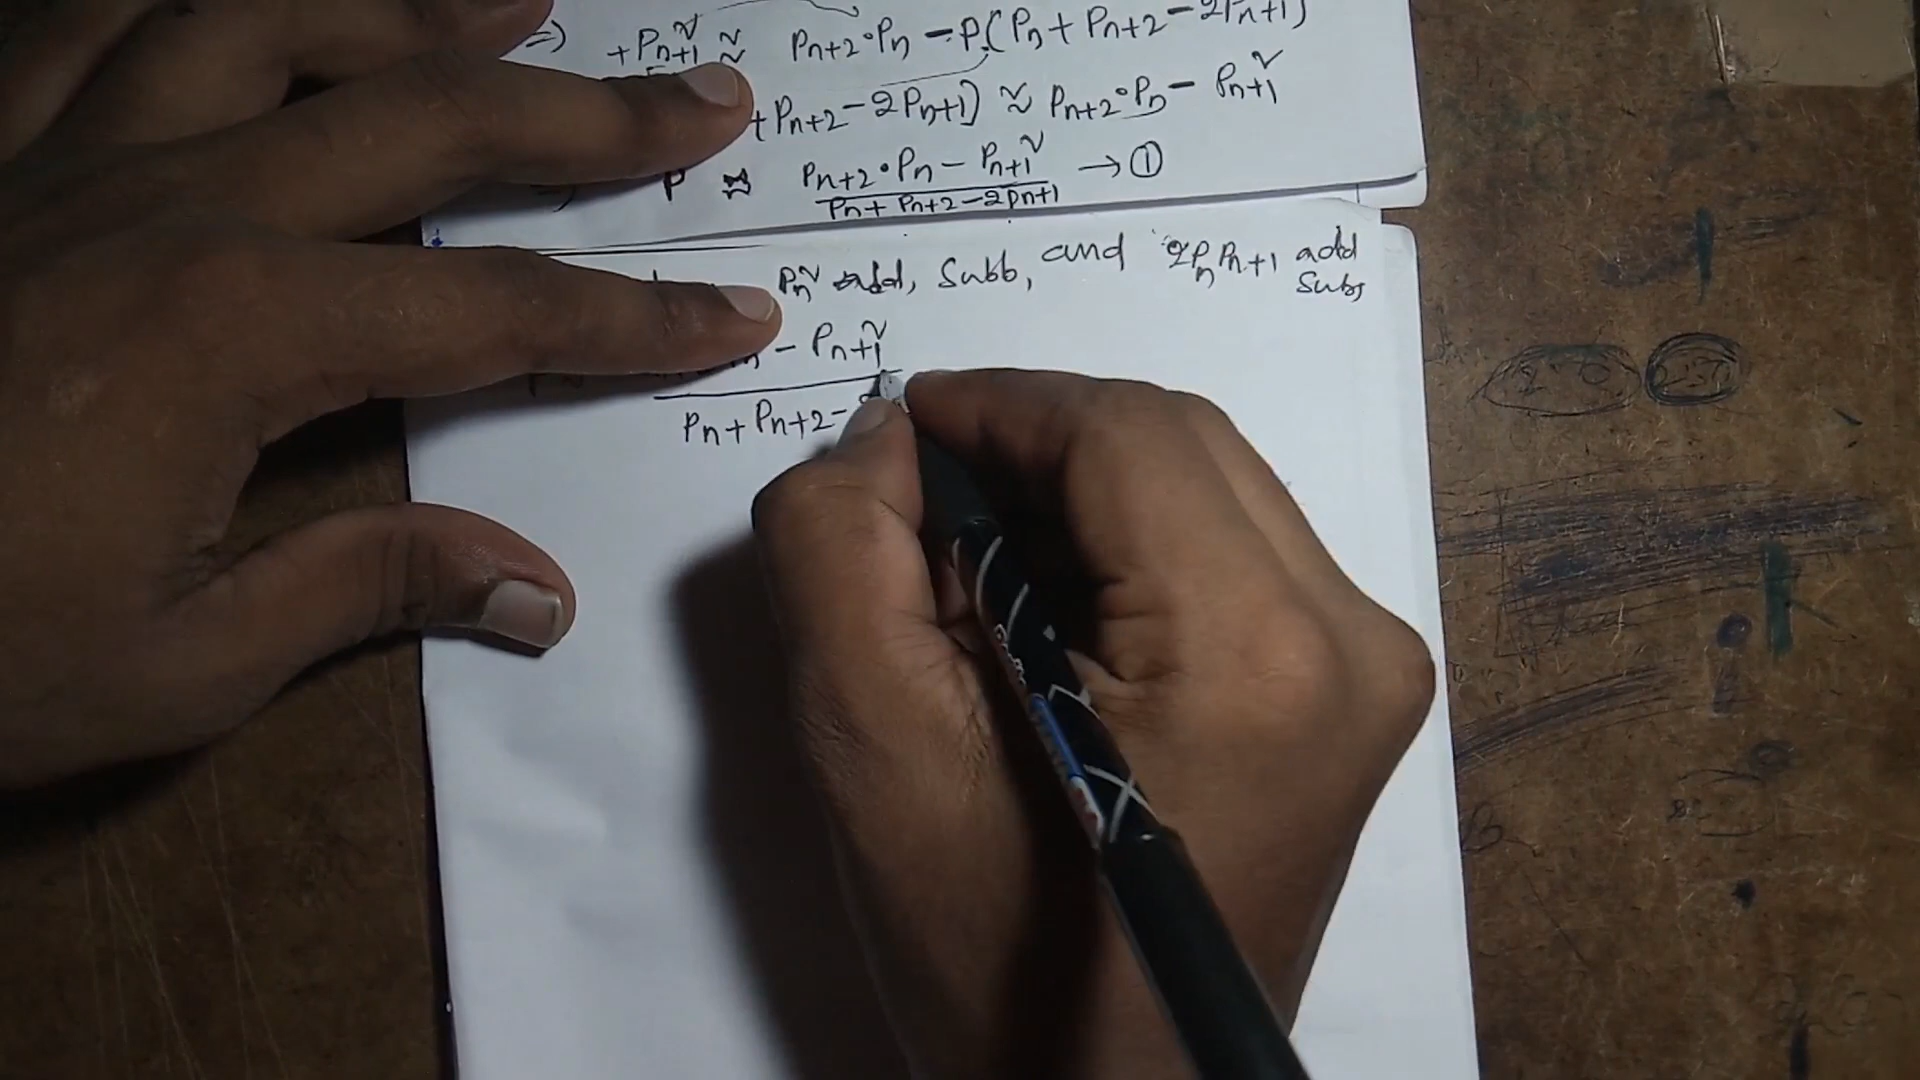 ⇒) +Pn+1² ≈ Pn+2·Pn - P(Pn + Pn+2 - 2Pn+1)
+Pn+2 - 2Pn+1) ≈ Pn+2·Pn - Pn+1²
P ≈ Pn+2·Pn - Pn+1² → ①
Pn + Pn+2 - 2Pn+1
Pn² add, Subb, and 2PnPn+1 add
Subs
- Pn+1²
Pn + Pn+2 -